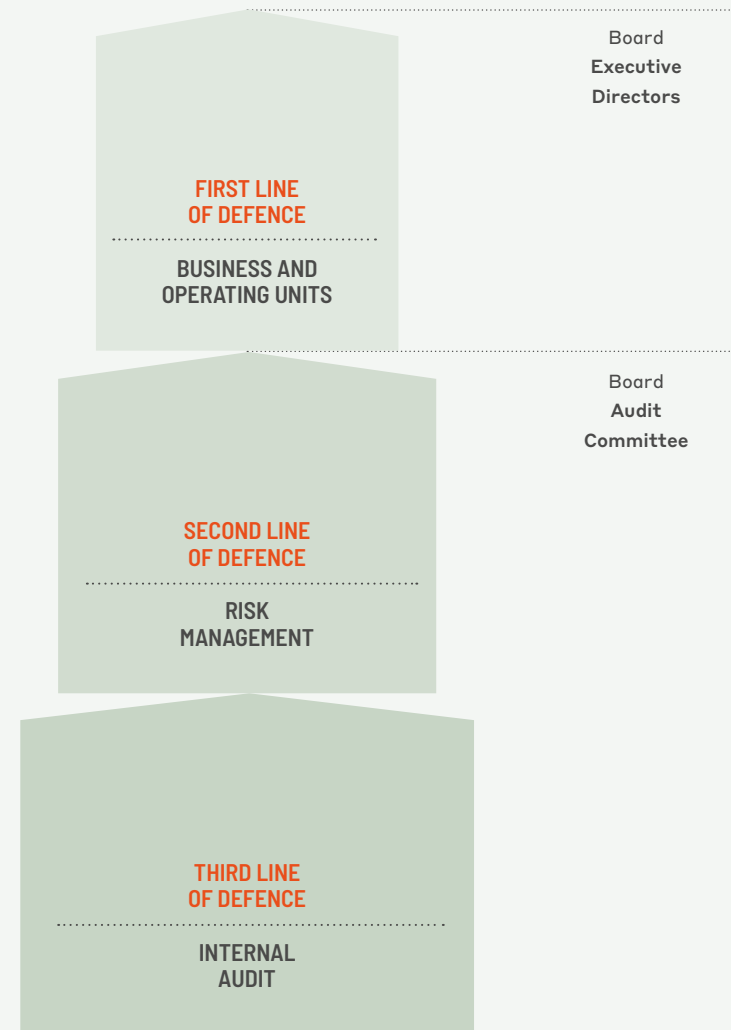 Board
Executive
Directors
FIRST LINE
OF DEFENCE
BUSINESS AND
OPERATING UNITS
Board
Audit
Committee
SECOND LINE
OF DEFENCE
RISK
MANAGEMENT
THIRD LINE
OF DEFENCE
INTERNAL
AUDIT